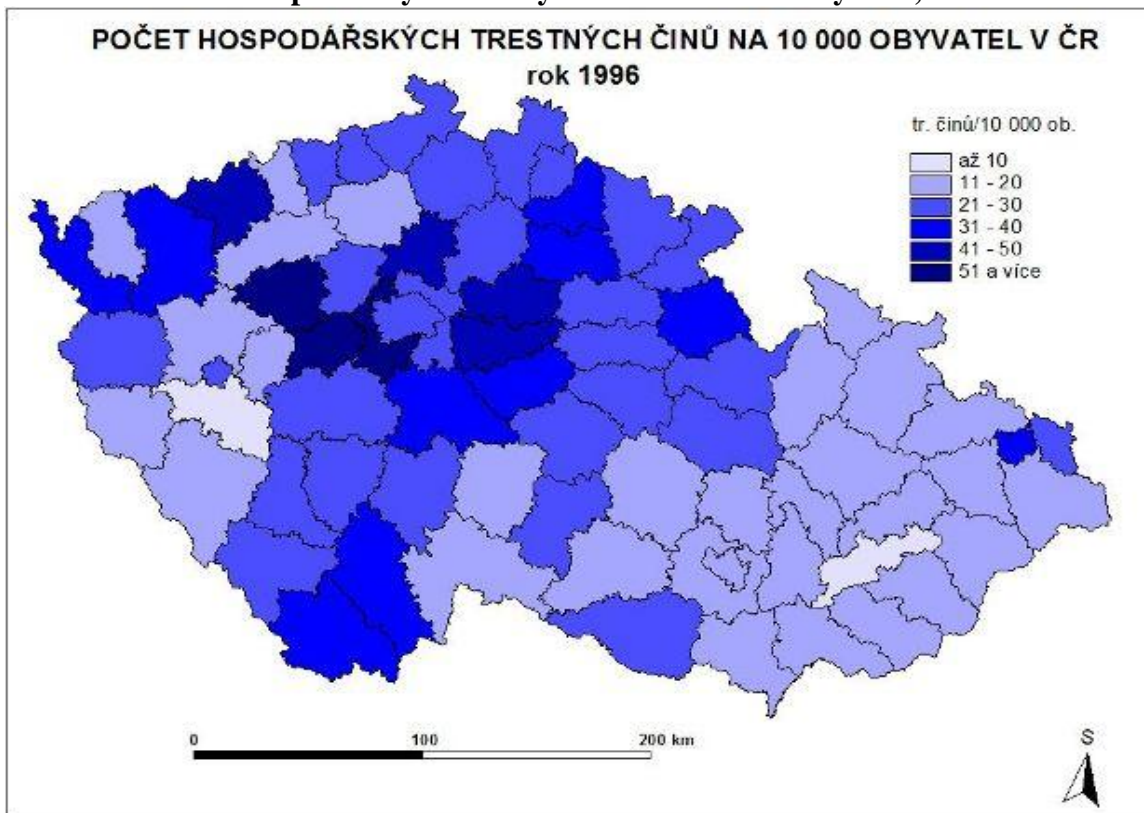 POČET HOSPODÁŘSKÝCH TRESTNÝCH ČINŮ NA 10 000 OBYVATEL V ČR
rok 1996
tr. činů/10 000 ob.
až 10
11 - 20
21 - 30
31 - 40
41 - 50
51 a více
0 100 200 km
S